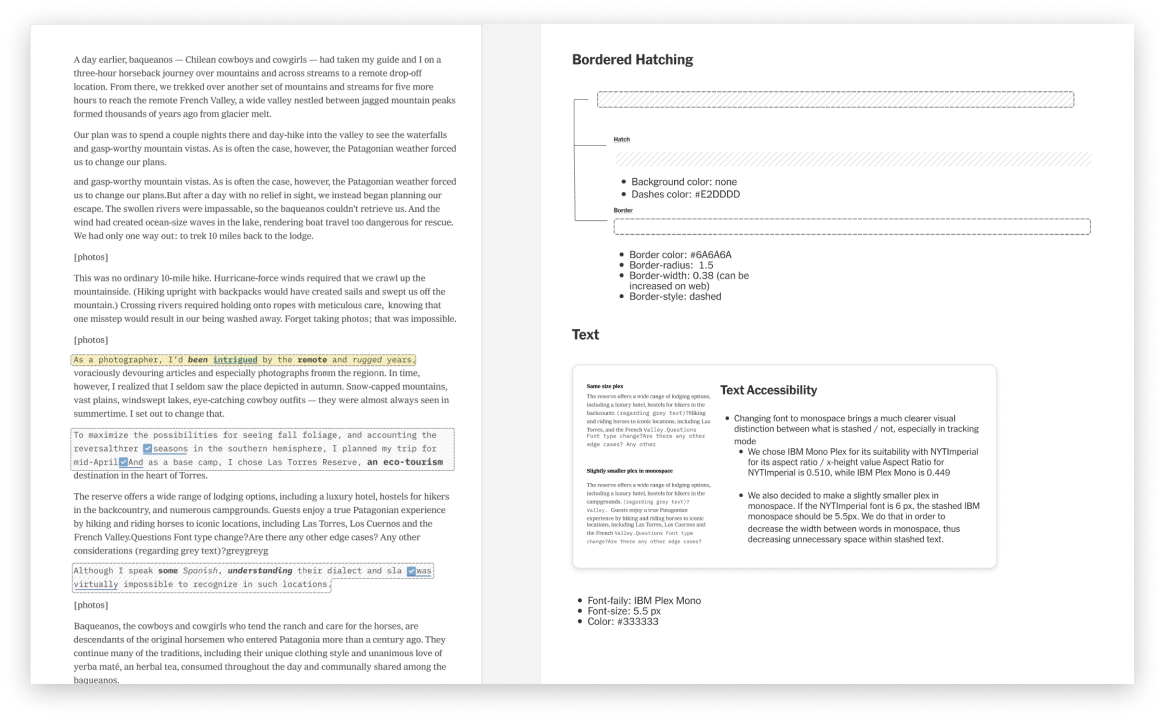 A day earlier, baqueanos — Chilean cowboys and cowgirls — had taken my guide and I on a
three-hour horseback journey over mountains and across streams to a remote drop-off
location. From there, we trekked over another set of mountains and streams for five more
hours to reach the remote French Valley, a wide valley nestled between jagged mountain peaks
formed thousands of years ago from glacier melt.
Our plan was to spend a couple nights there and day-hike into the valley to see the waterfalls
and gasp-worthy mountain vistas. As is often the case, however, the Patagonian weather forced
us to change our plans.
and gasp-worthy mountain vistas. As is often the case, however, the Patagonian weather forced
us to change our plans.But after a day with no relief in sight, we instead began planning our
escape. The swollen rivers were impassable, so the baqueanos couldn't retrieve us. And the
wind had created ocean-size waves in the lake, rendering boat travel too dangerous for rescue.
We had only one way out: to trek 10 miles back to the lodge.
[photos]
This was no ordinary 10-mile hike. Hurricane-force winds required that we crawl up the
mountainside. (Hiking upright with backpacks would have created sails and swept us off the
mountain.) Crossing rivers required holding onto ropes with meticulous care, knowing that
one misstep would result in our being washed away. Forget taking photos; that was impossible.
[photos]
As a photographer, I'd been intrigued by the remote and rugged years,
voraciously devouring articles and especially photographs fromm the regionn. In time,
however, I realized that I seldom saw the place depicted in autumn. Snow-capped mountains,
vast plains, windswept lakes, eye-catching cowboy outfits — they were almost always seen in
summertime. I set out to change that.
To maximize the possibilities for seeing fall foliage, and accounting the
reversalthrer seasons in the southern hemisphere, I planned my trip for
mid-April And as a base camp, I chose Las Torres Reserve, an eco-tourism
destination in the heart of Torres.
The reserve offers a wide range of lodging options, including a luxury hotel, hostels for hikers
in the backcountry, and numerous campgrounds. Guests enjoy a true Patagonian experience
by hiking and riding horses to iconic locations, including Las Torres, Los Cuernos and the
French Valley.Questions Font type change?Are there any other edge cases? Any other
considerations (regarding grey text)?greygreyg
Although I speak some Spanish, understanding their dialect and sla was
virtually impossible to recognize in such locations.
[photos]
Baqueanos, the cowboys and cowgirls who tend the ranch and care for the horses, are
descendants of the original horsemen who entered Patagonia more than a century ago. They
continue many of the traditions, including their unique clothing style and unanimous love of
yerba maté, an herbal tea, consumed throughout the day and communally shared among the
baqueanos.
Bordered Hatching
Hatch
Background color: none
Dashes color: #E2DDDD
Border
Border color: #6A6A6A
Border-radius: 1.5
Border-width: 0.38 (can be
increased on web)
Border-style: dashed
Text
Same size plex
The reserve offers a wide range of lodging options,
including a luxury hotel, hostels for hikers in the
backcountr. (regarding grey text)?Hiking
and riding horses to iconic locations, including Las
Torres, and the French Valley.Questions
Font type change?Are there any other
edge cases? Any other
Slightly smaller plex in monospace
The reserve offers a wide range of lodging options,
including a luxury hotel, hostels for hikers in the
campgrounds. (regarding grey text)?
Valley. Guests enjoy a true Patagonian
experience by hiking and riding horses to iconic
locations, including Las Torres, Los Cuernos and
the French Valley.Questions Font type
change?Are there any other edge cases?
Text Accessibility
Changing font to monospace brings a much clearer visual
distinction between what is stashed / not, especially in tracking
mode
We chose IBM Mono Plex for its suitability with NYTImperial
for its aspect ratio / x-height value Aspect Ratio for
NYTImperial is 0.510, while IBM Plex Mono is 0.449
We also decided to make a slightly smaller plex in
monospace. If the NYTImperial font is 6 px, the stashed IBM
monospace should be 5.5px. We do that in order to
decrease the width between words in monospace, thus
decreasing unnecessary space within stashed text.
Font-faily: IBM Plex Mono
Font-size: 5.5 px
Color: #333333